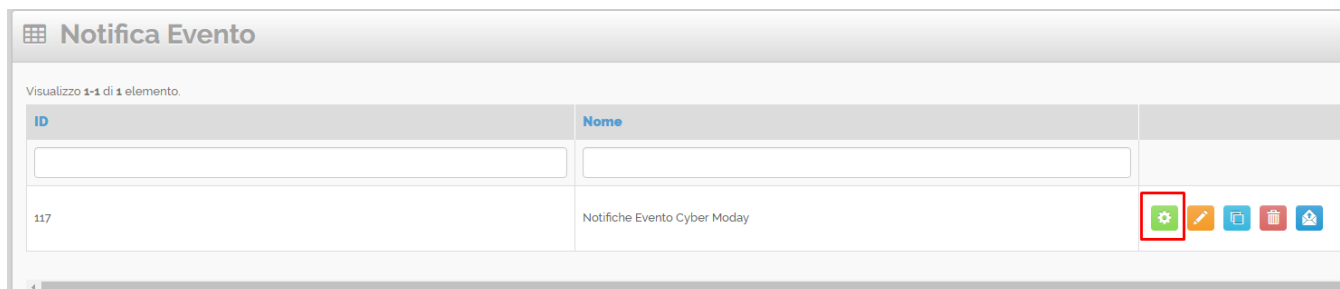 Notifica Evento
Visualizzo 1-1 di 1 elemento.
ID Nome
117 Notifiche Evento Cyber Moday